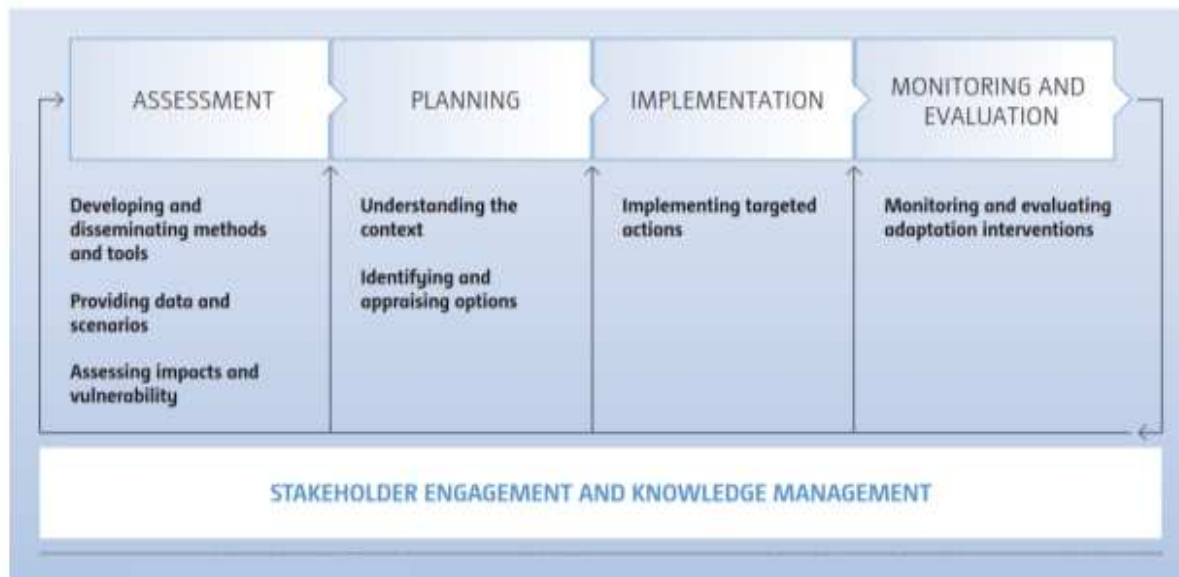 ASSESSMENT
PLANNING
IMPLEMENTATION
MONITORING AND
EVALUATION
Developing and
disseminating methods
and tools
Providing data and
scenarios
Assessing impacts and
vulnerability
Understanding the
context
Identifying and
appraising options
Implementing targeted
actions
Monitoring and evaluating
adaptation interventions
STAKEHOLDER ENGAGEMENT AND KNOWLEDGE MANAGEMENT